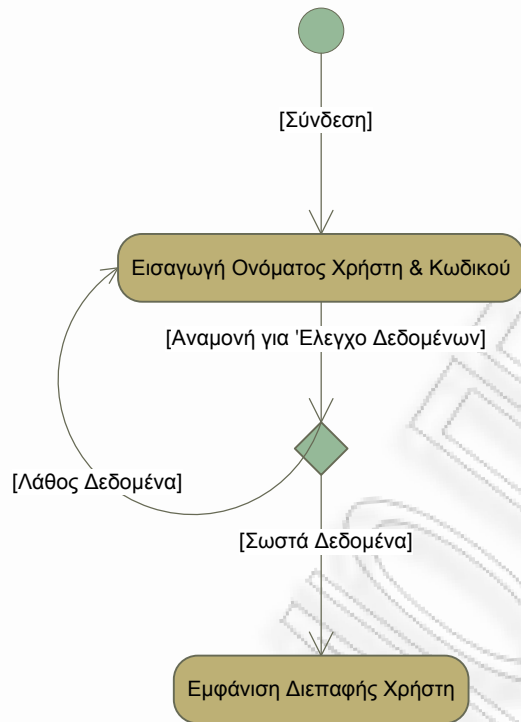 [Σύνδεση]
Εισαγωγή Ονόματος Χρήστη & Κωδικού
[Αναμονή για 'Ελεγχο Δεδομένων]
[Λάθος Δεδομένα]
[Σωστά Δεδομένα]
Εμφάνιση Διεπαφής Χρήστη